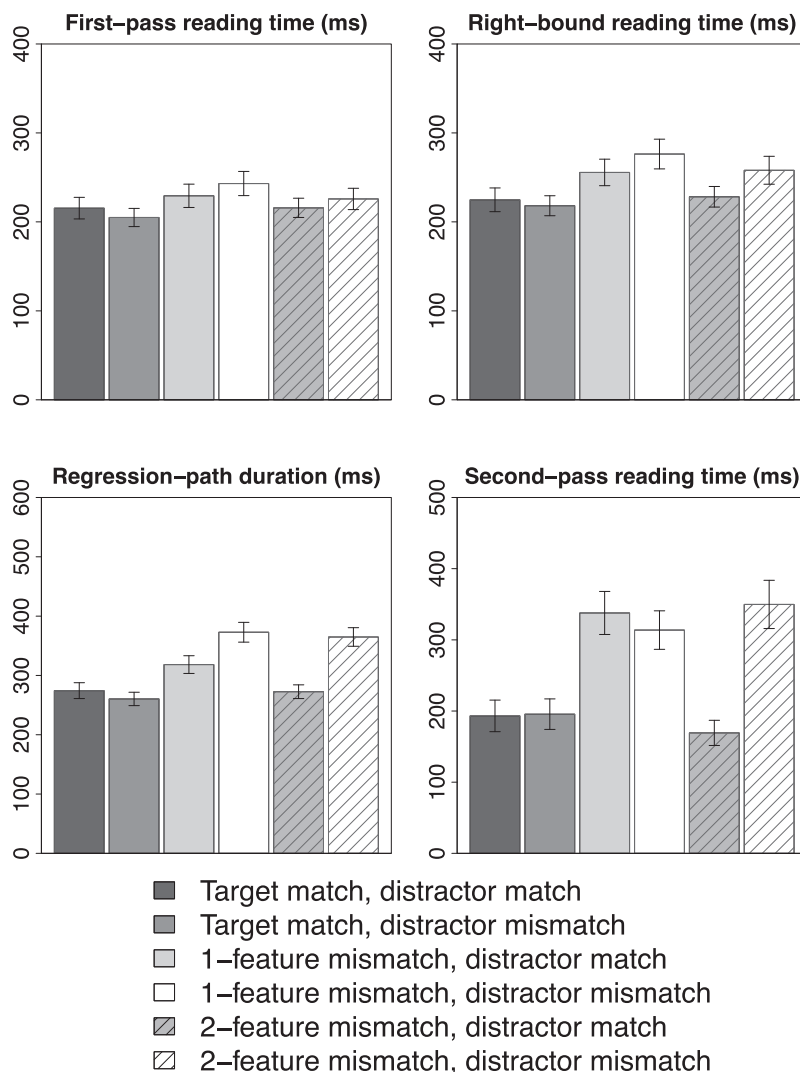 First–pass reading time (ms)
Right–bound reading time (ms)
400
300
200
100
0
400
300
200
100
0
Regression–path duration (ms)
Second–pass reading time (ms)
600
500
400
300
200
100
0
500
400
300
200
100
0
Target match, distractor match
Target match, distractor mismatch
1–feature mismatch, distractor match
1–feature mismatch, distractor mismatch
2–feature mismatch, distractor match
2–feature mismatch, distractor mismatch